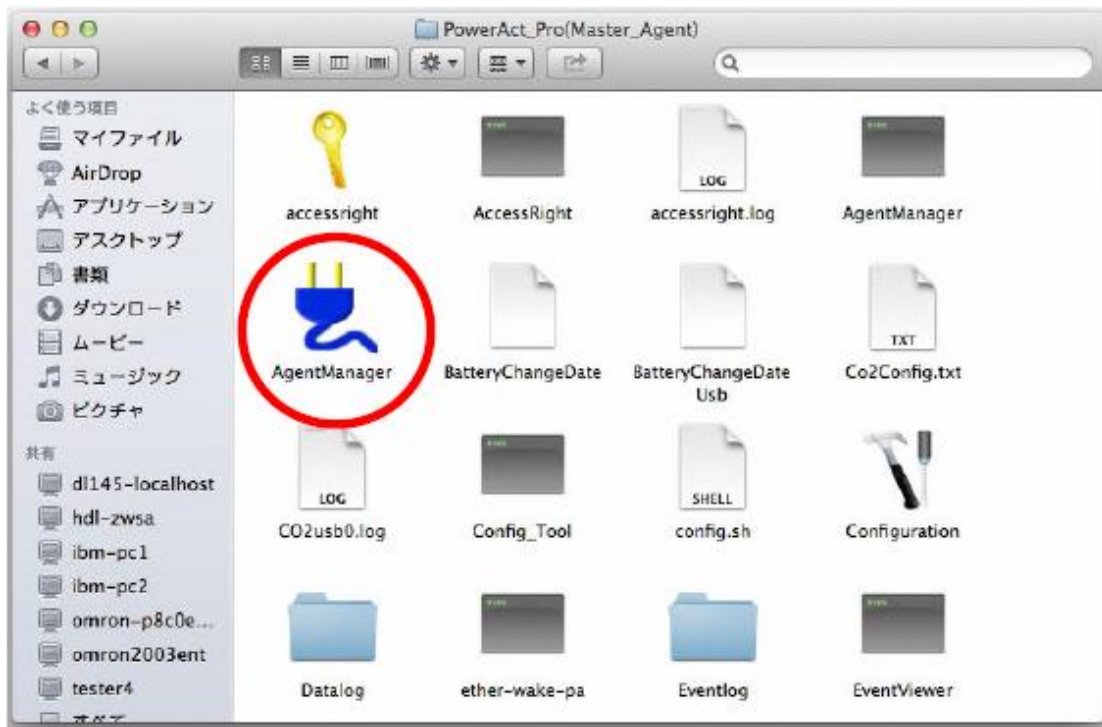 PowerAct_Pro(Master_Agent)
よく使う項目
マイファイル
AirDrop
アプリケーション
デスクトップ
書類
ダウンロード
ムービー
ミュージック
ピクチャ
共有
dl145-localhost
hdl-zwsa
ibm-pc1
ibm-pc2
omron-p8c0e...
omron2003ent
tester4
すべて
accessright
AccessRight
LOG
accessright.log
AgentManager
AgentManager
BatteryChangeDate
BatteryChangeDate
Usb
TXT
Co2Config.txt
LOG
CO2usb0.log
Config_Tool
SHELL
config.sh
Configuration
Datalog
ether-wake-pa
Eventlog
EventViewer